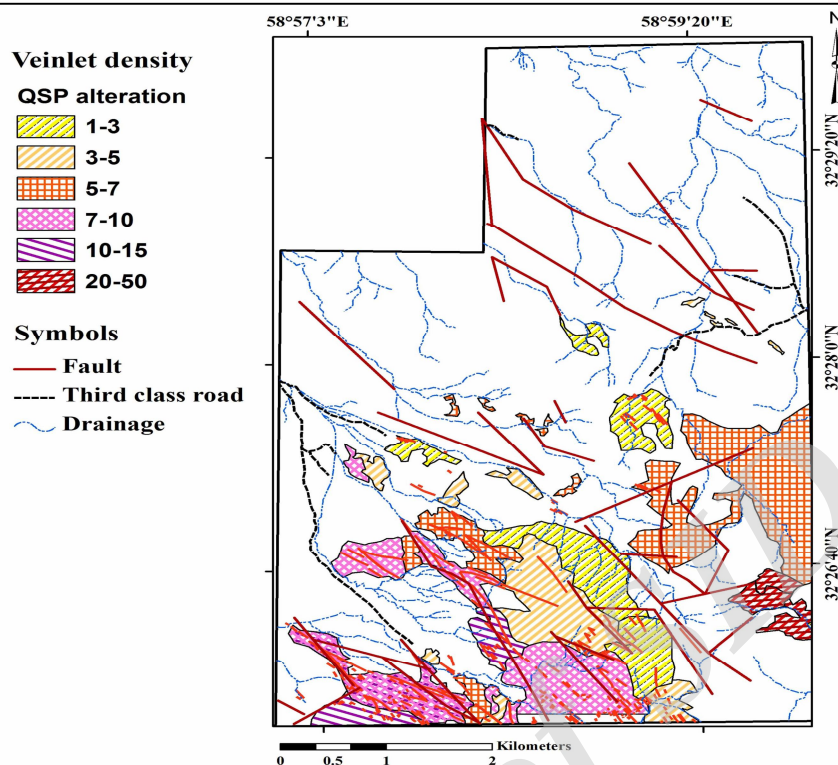 58°57'3"E
58°59'20"E
N
Veinlet density
QSP alteration
1-3
3-5
5-7
7-10
10-15
20-50
Symbols
Fault
Third class road
Drainage
32°29'20"N
32°28'0"N
32°26'40"N
Kilometers
0 0.5 1 2